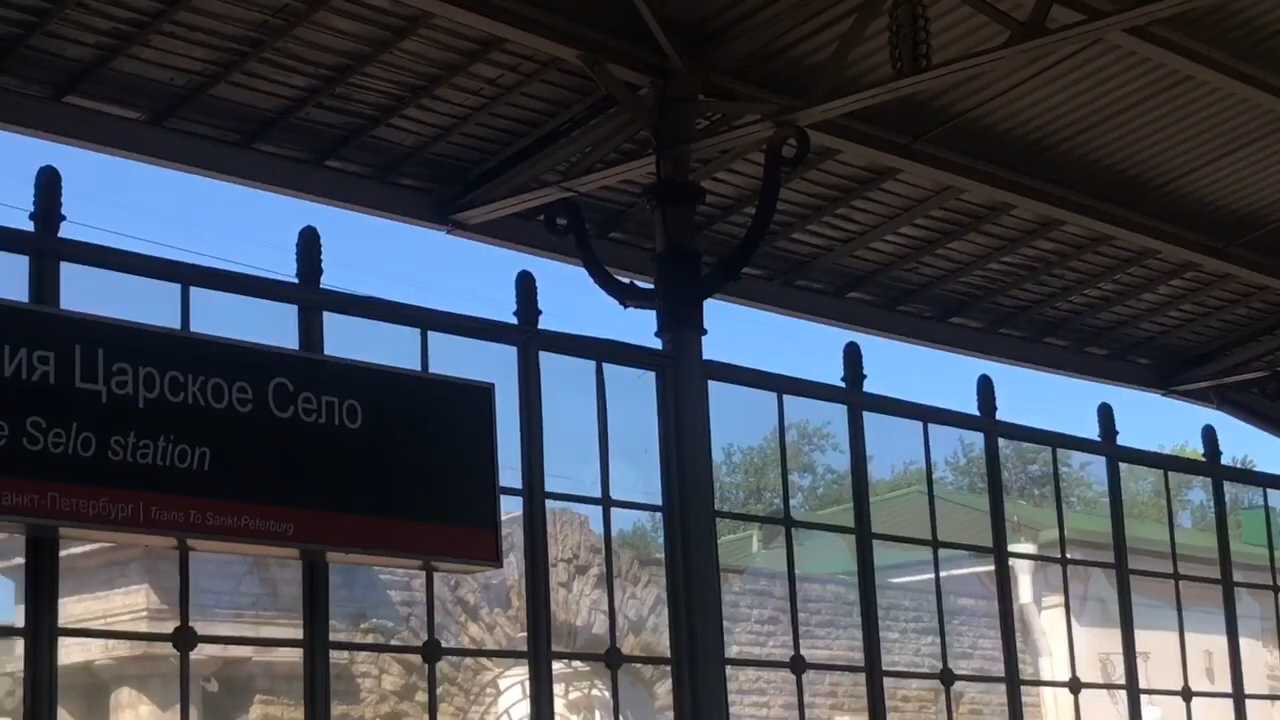 ия Царское Село
e Selo station
анкт-Петербург | Trains To Sankt-Peterburg